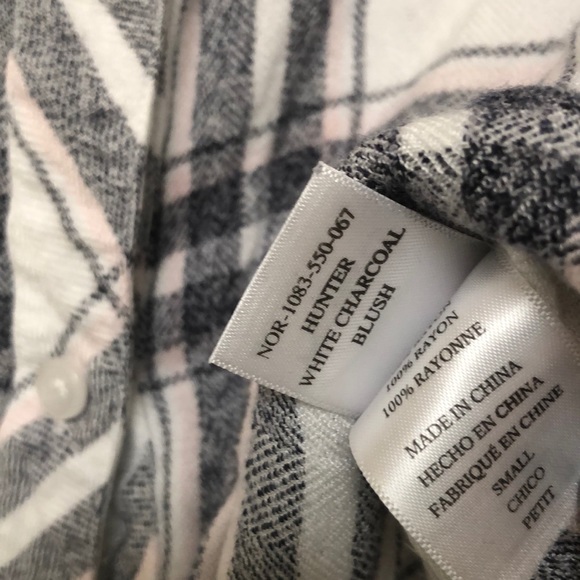 NOR-1083-550-067
HUNTER
WHITE CHARCOAL
BLUSH
100% RAYON
100% RAYONNE
MADE IN CHINA
HECHO EN CHINA
FABRIQUÉ EN CHINE
SMALL
CHICO
PETIT